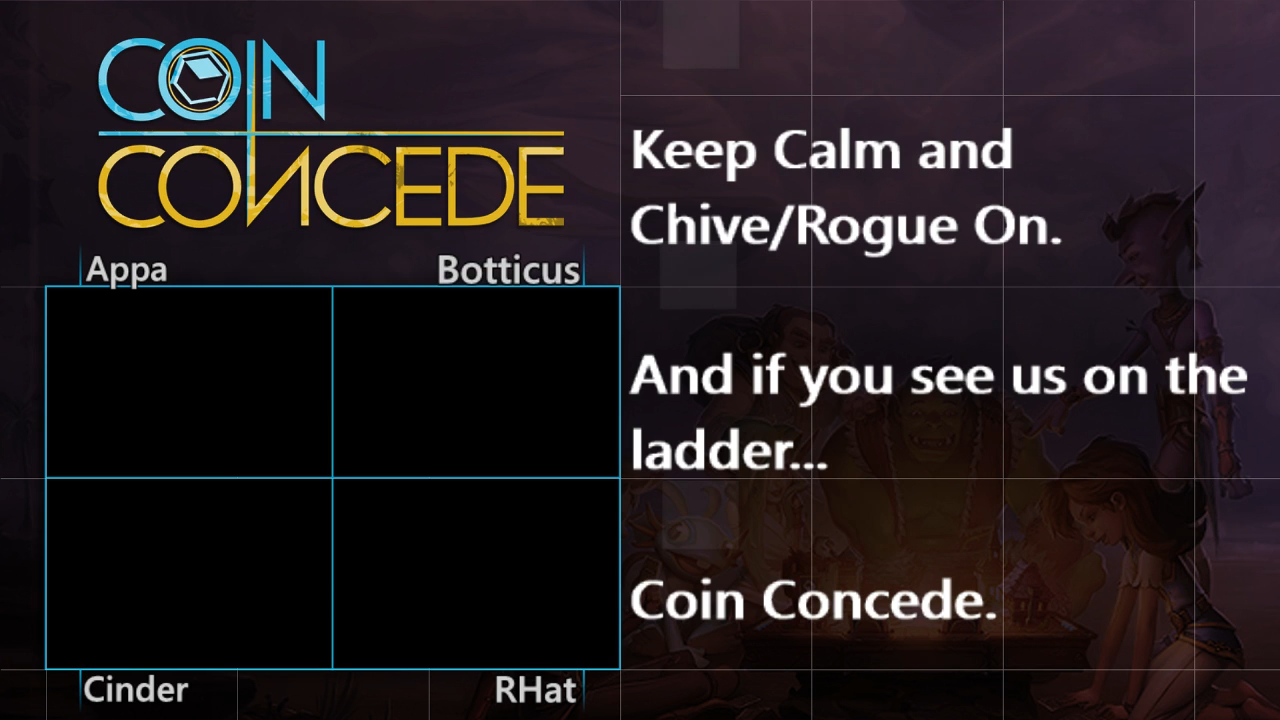 COIN
CONCEDE
Appa
Botticus
Cinder
RHat
Keep Calm and
Chive/Rogue On.
And if you see us on the
ladder...
Coin Concede.